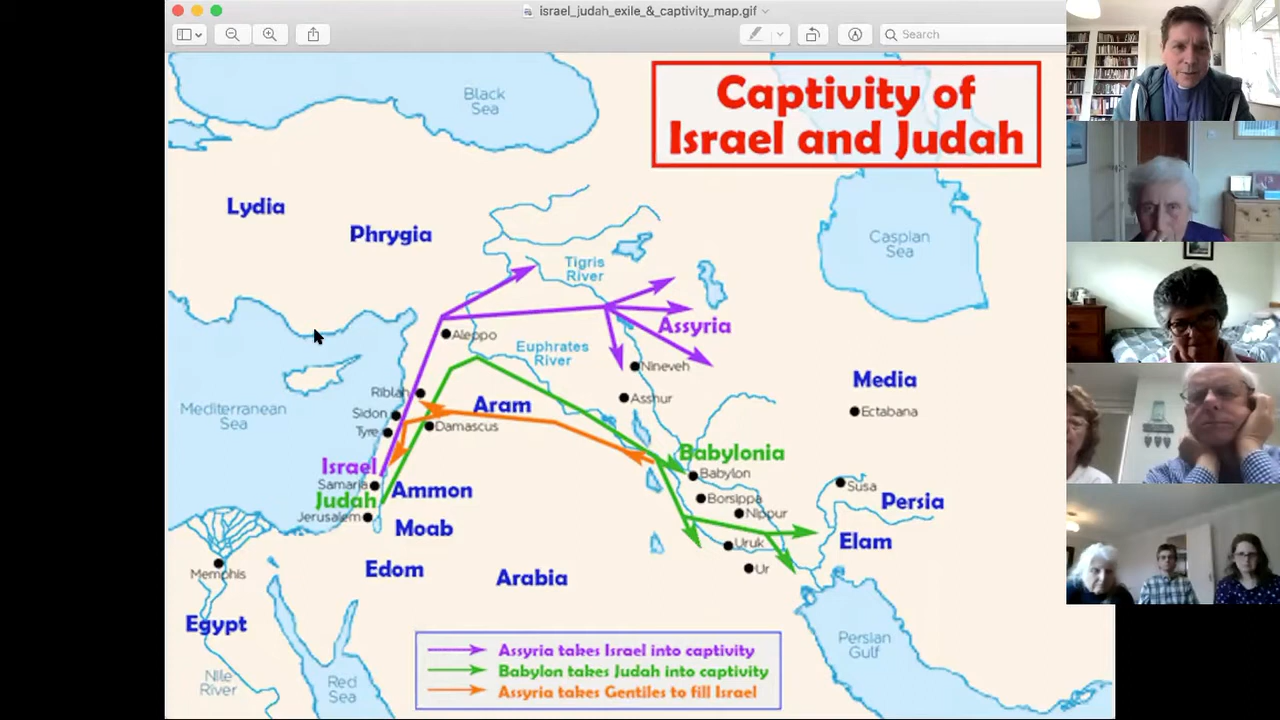 israel_judah_exile_&_captivity_map.gif
Search
Captivity of
Israel and Judah
Black
Sea
Lydia
Phrygia
Caspian
Sea
Tigris
River
Assyria
Aleppo
Euphrates
River
Nineveh
Media
Riblah
Aram
Asshur
Ectabana
Mediterranean
Sea
Sidon
Tyre
Damascus
Babylonia
Israel
Babylon
Samaria
Ammon
Susa
Judah
Borsippa
Persia
Jerusalem
Nippur
Moab
Uruk
Elam
Edom
Arabia
Ur
Memphis
Egypt
Persian
Gulf
Nile
River
Red
Sea
Assyria takes Israel into captivity
Babylon takes Judah into captivity
Assyria takes Gentiles to fill Israel